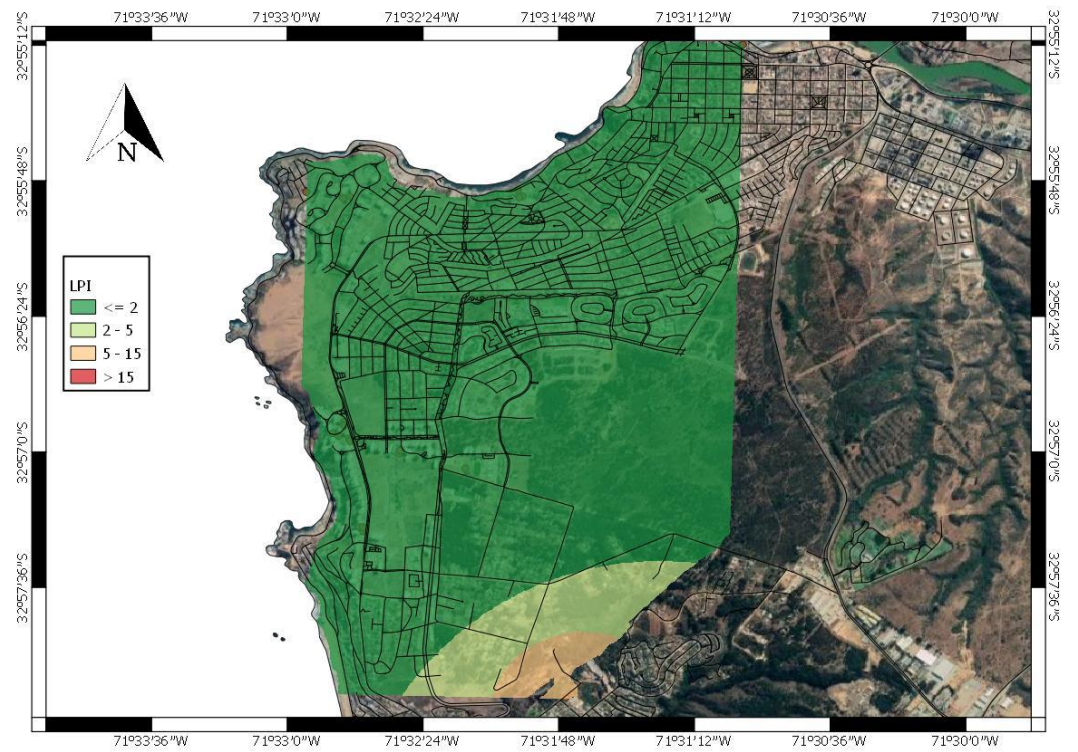 71°33'36"W 71°33'0"W 71°32'24"W 71°31'48"W 71°31'12"W 71°30'36"W 71°30'0"W
32°55'12"S 32°55'12"S
N
32°55'48"S 32°55'48"S
32°56'24"S 32°56'24"S
LPI
<= 2
2 - 5
5 - 15
> 15
32°57'0"S 32°57'0"S
32°57'36"S 32°57'36"S
71°33'36"W 71°33'0"W 71°32'24"W 71°31'48"W 71°31'12"W 71°30'36"W 71°30'0"W